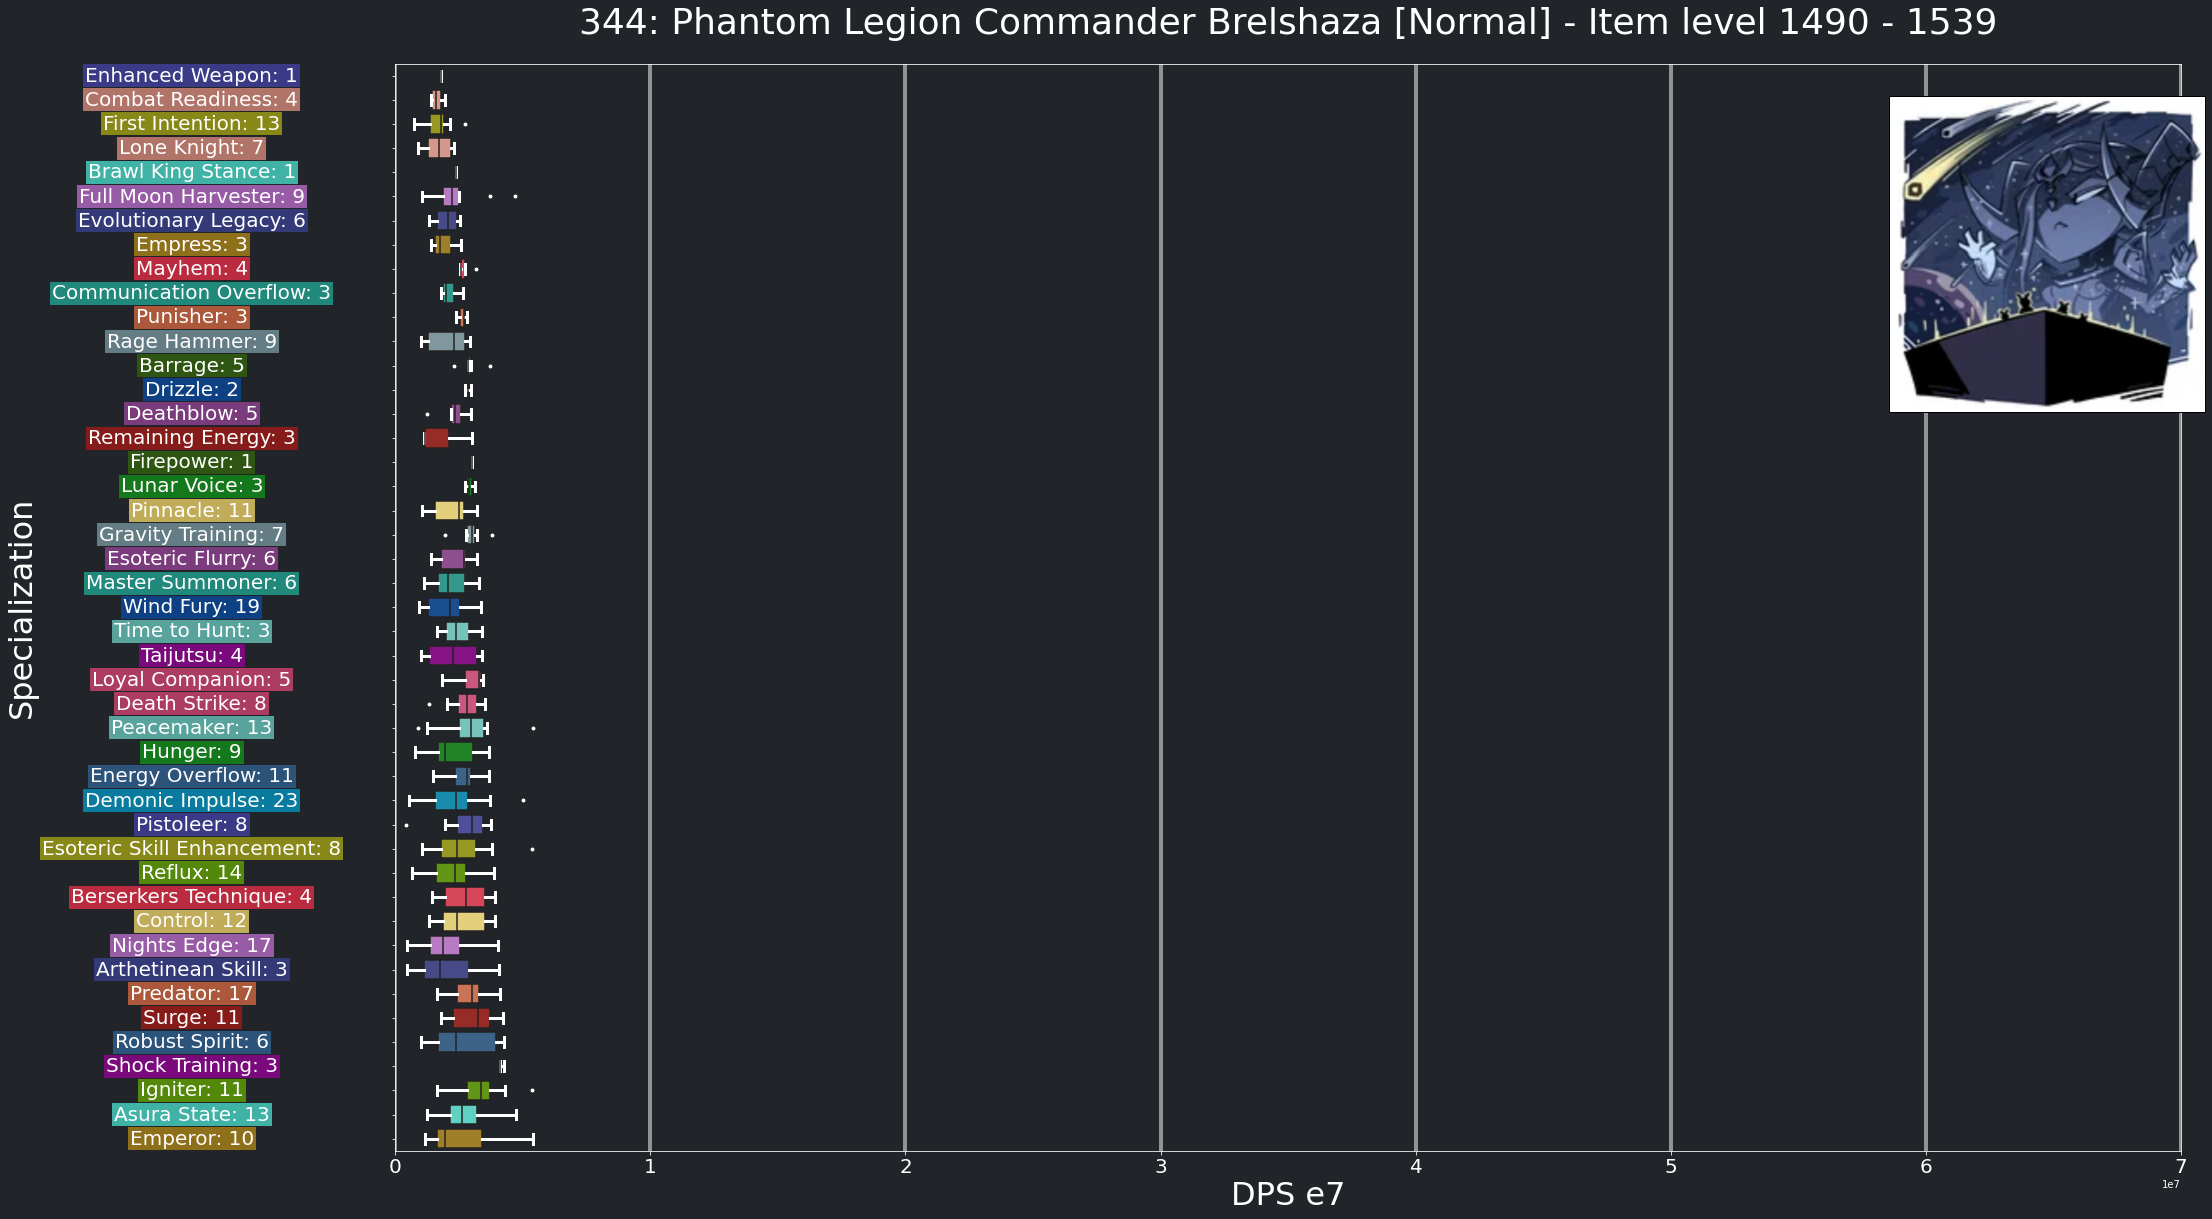 344: Phantom Legion Commander Brelshaza [Normal] - Item level 1490 - 1539
Enhanced Weapon: 1
Combat Readiness: 4
First Intention: 13
Lone Knight: 7
Brawl King Stance: 1
Full Moon Harvester: 9
Evolutionary Legacy: 6
Empress: 3
Mayhem: 4
Communication Overflow: 3
Punisher: 3
Rage Hammer: 9
Barrage: 5
Drizzle: 2
Deathblow: 5
Remaining Energy: 3
Firepower: 1
Lunar Voice: 3
Pinnacle: 11
Gravity Training: 7
Esoteric Flurry: 6
Master Summoner: 6
Wind Fury: 19
Time to Hunt: 3
Taijutsu: 4
Loyal Companion: 5
Death Strike: 8
Peacemaker: 13
Hunger: 9
Energy Overflow: 11
Demonic Impulse: 23
Pistoleer: 8
Esoteric Skill Enhancement: 8
Reflux: 14
Berserkers Technique: 4
Control: 12
Nights Edge: 17
Arthetinean Skill: 3
Predator: 17
Surge: 11
Robust Spirit: 6
Shock Training: 3
Igniter: 11
Asura State: 13
Emperor: 10
Specialization
0 1 2 3 4 5 6 7
1e7
DPS e7